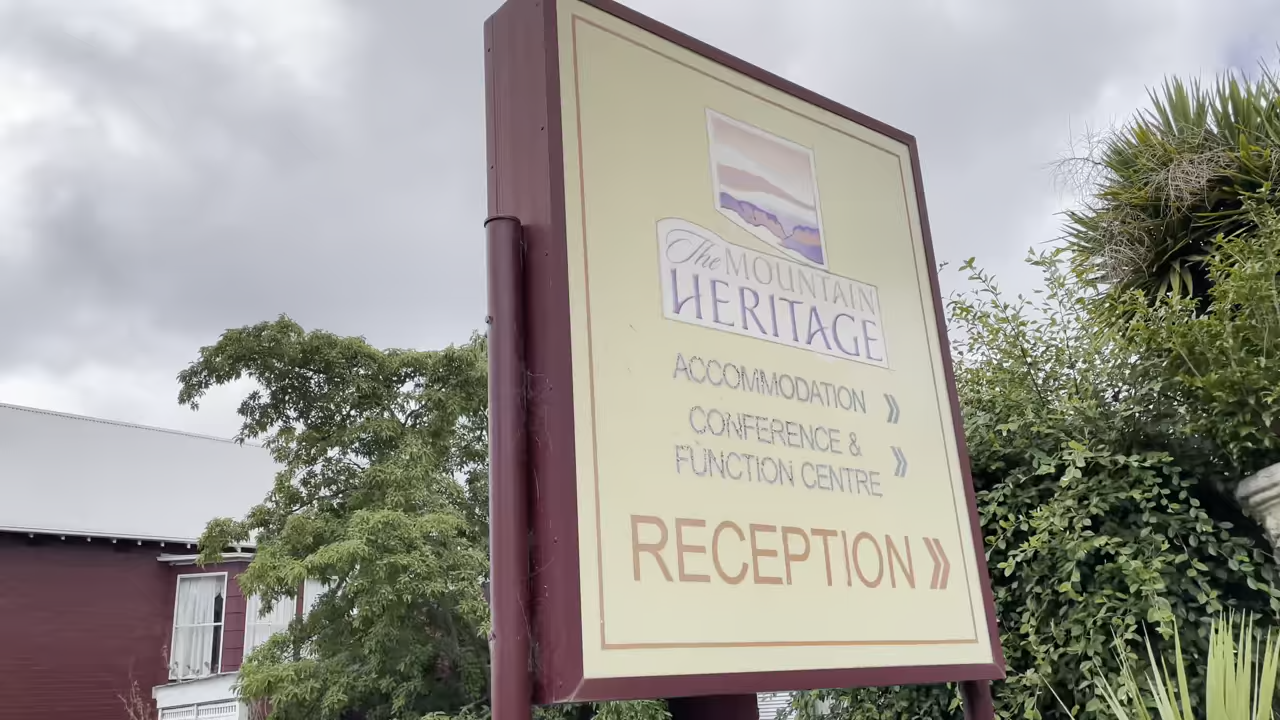 The MOUNTAIN
HERITAGE
ACCOMMODATION »
CONFERENCE &
FUNCTION CENTRE »
RECEPTION »